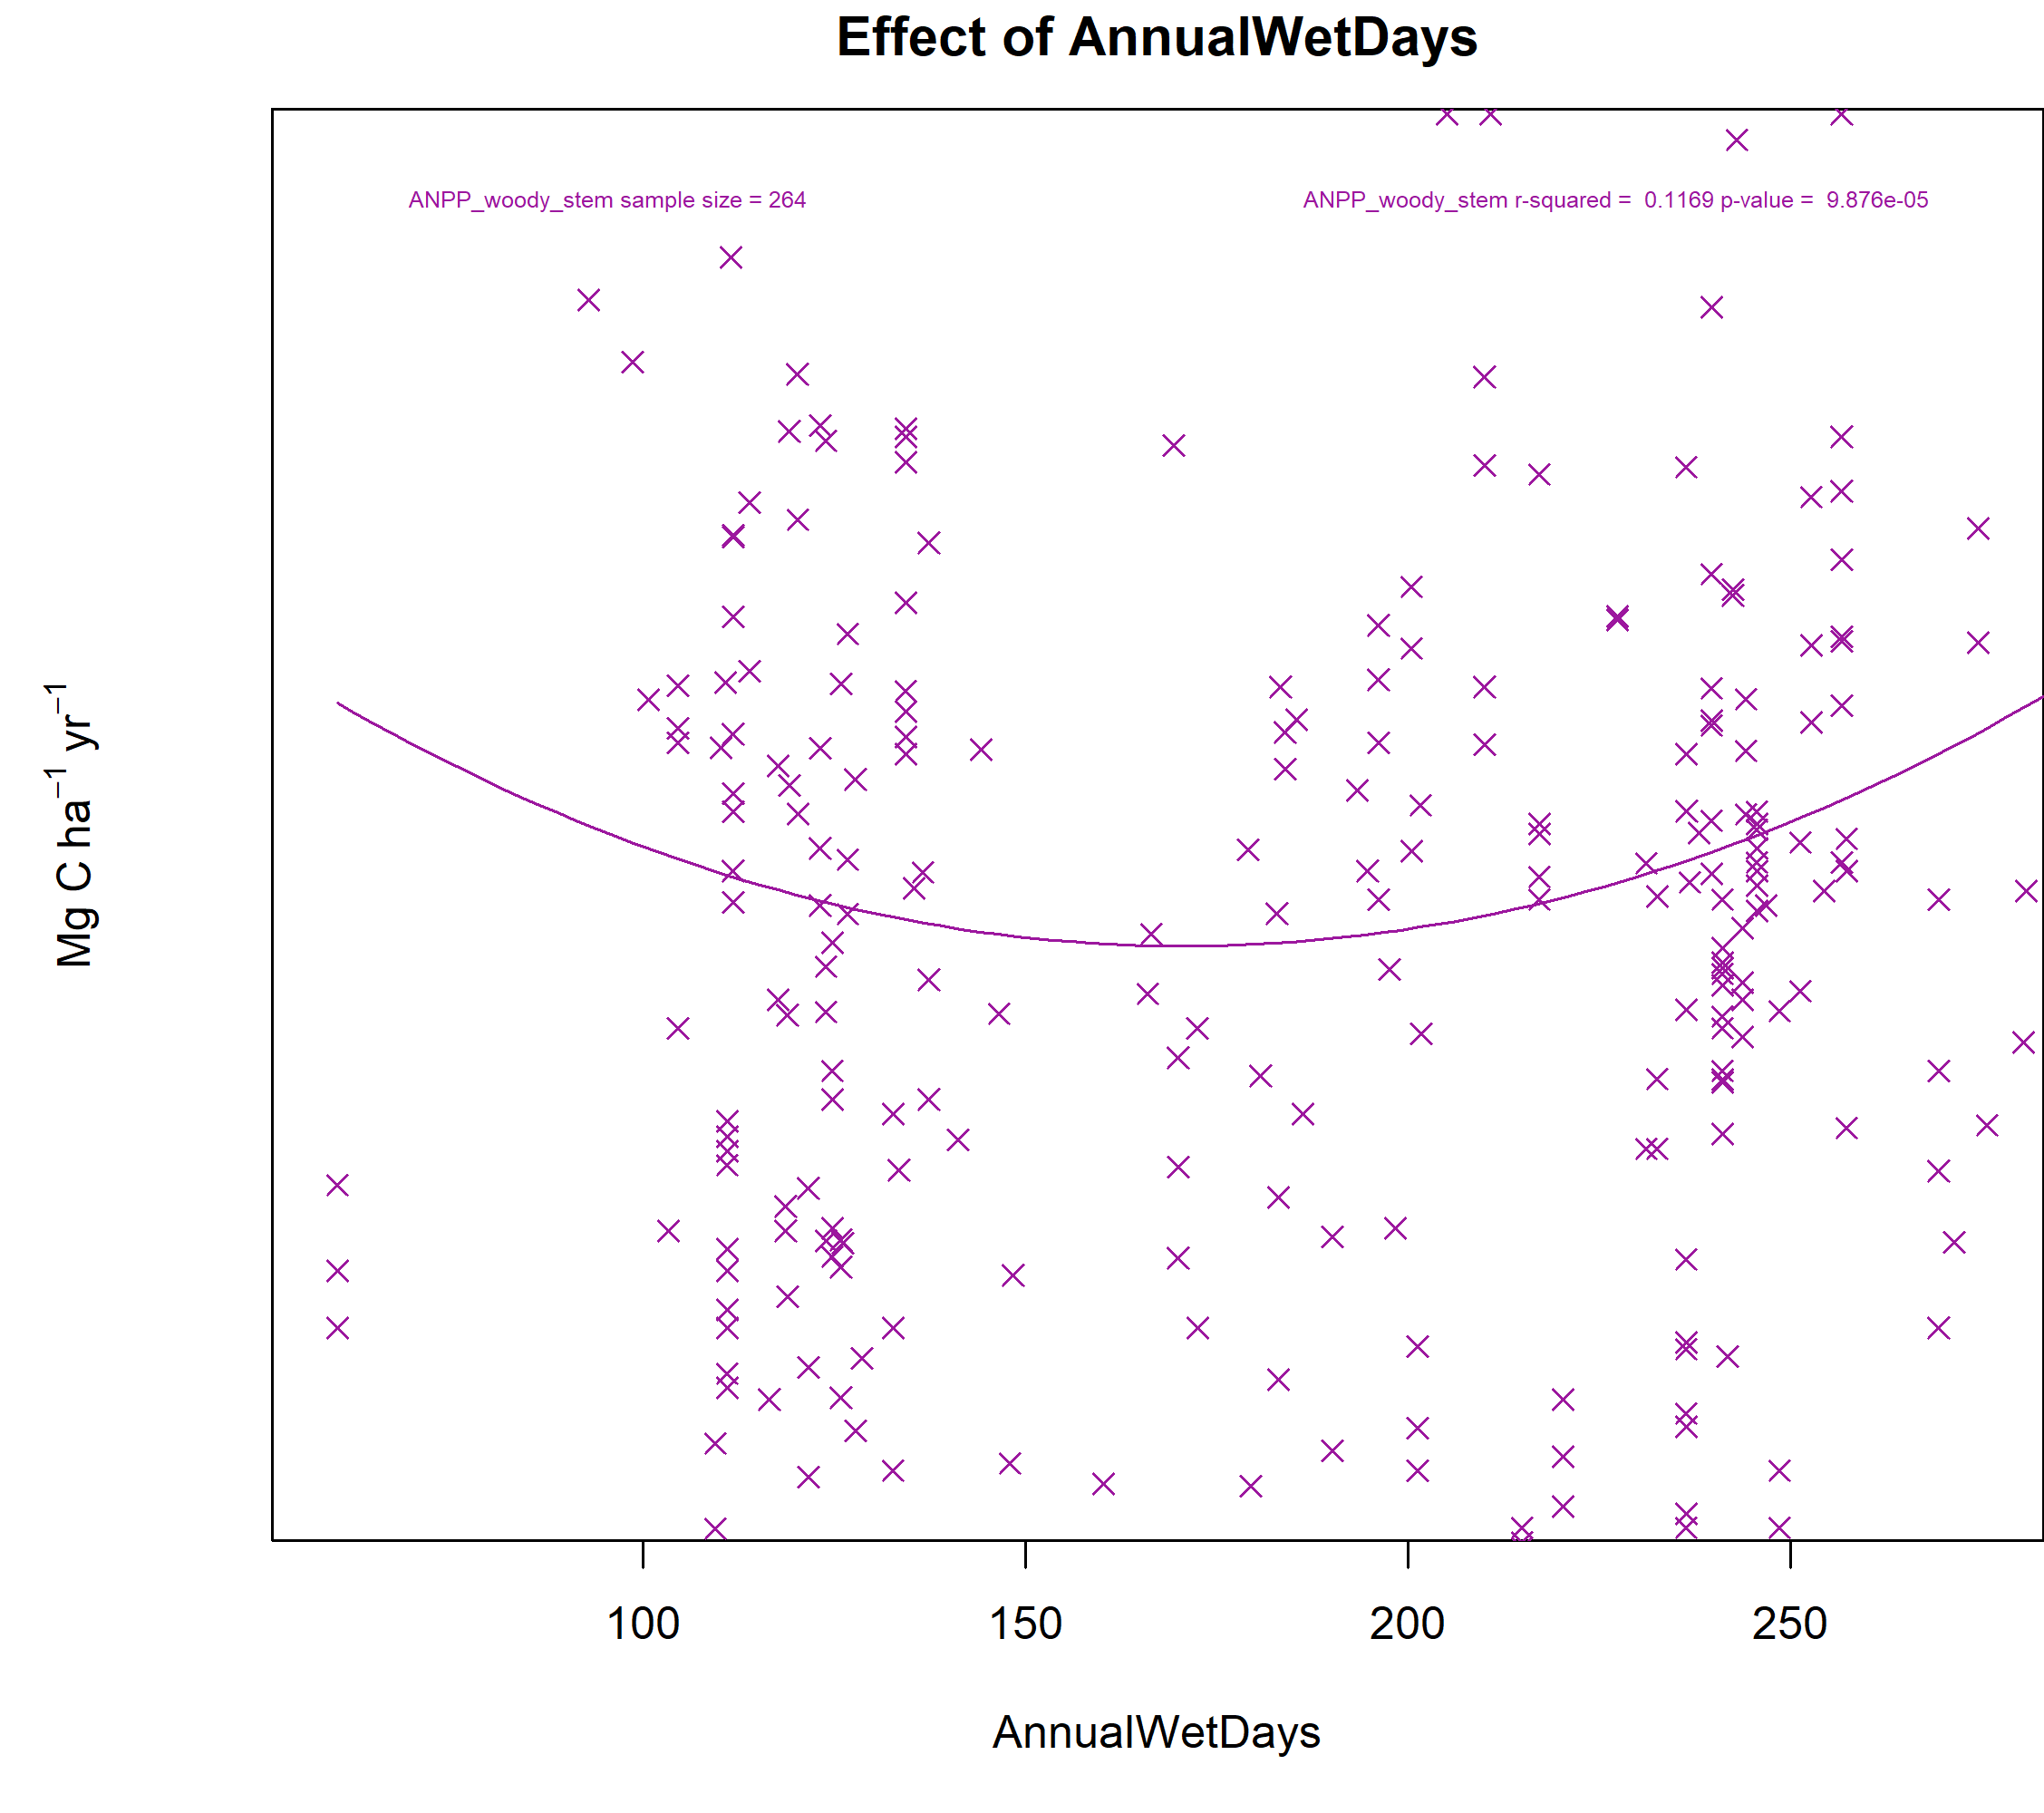 Effect of AnnualWetDays
ANPP_woody_stem sample size = 264
ANPP_woody_stem r-squared =  0.1169 p-value =  9.876e-05
Mg C ha⁻¹ yr⁻¹
100 150 200 250
AnnualWetDays